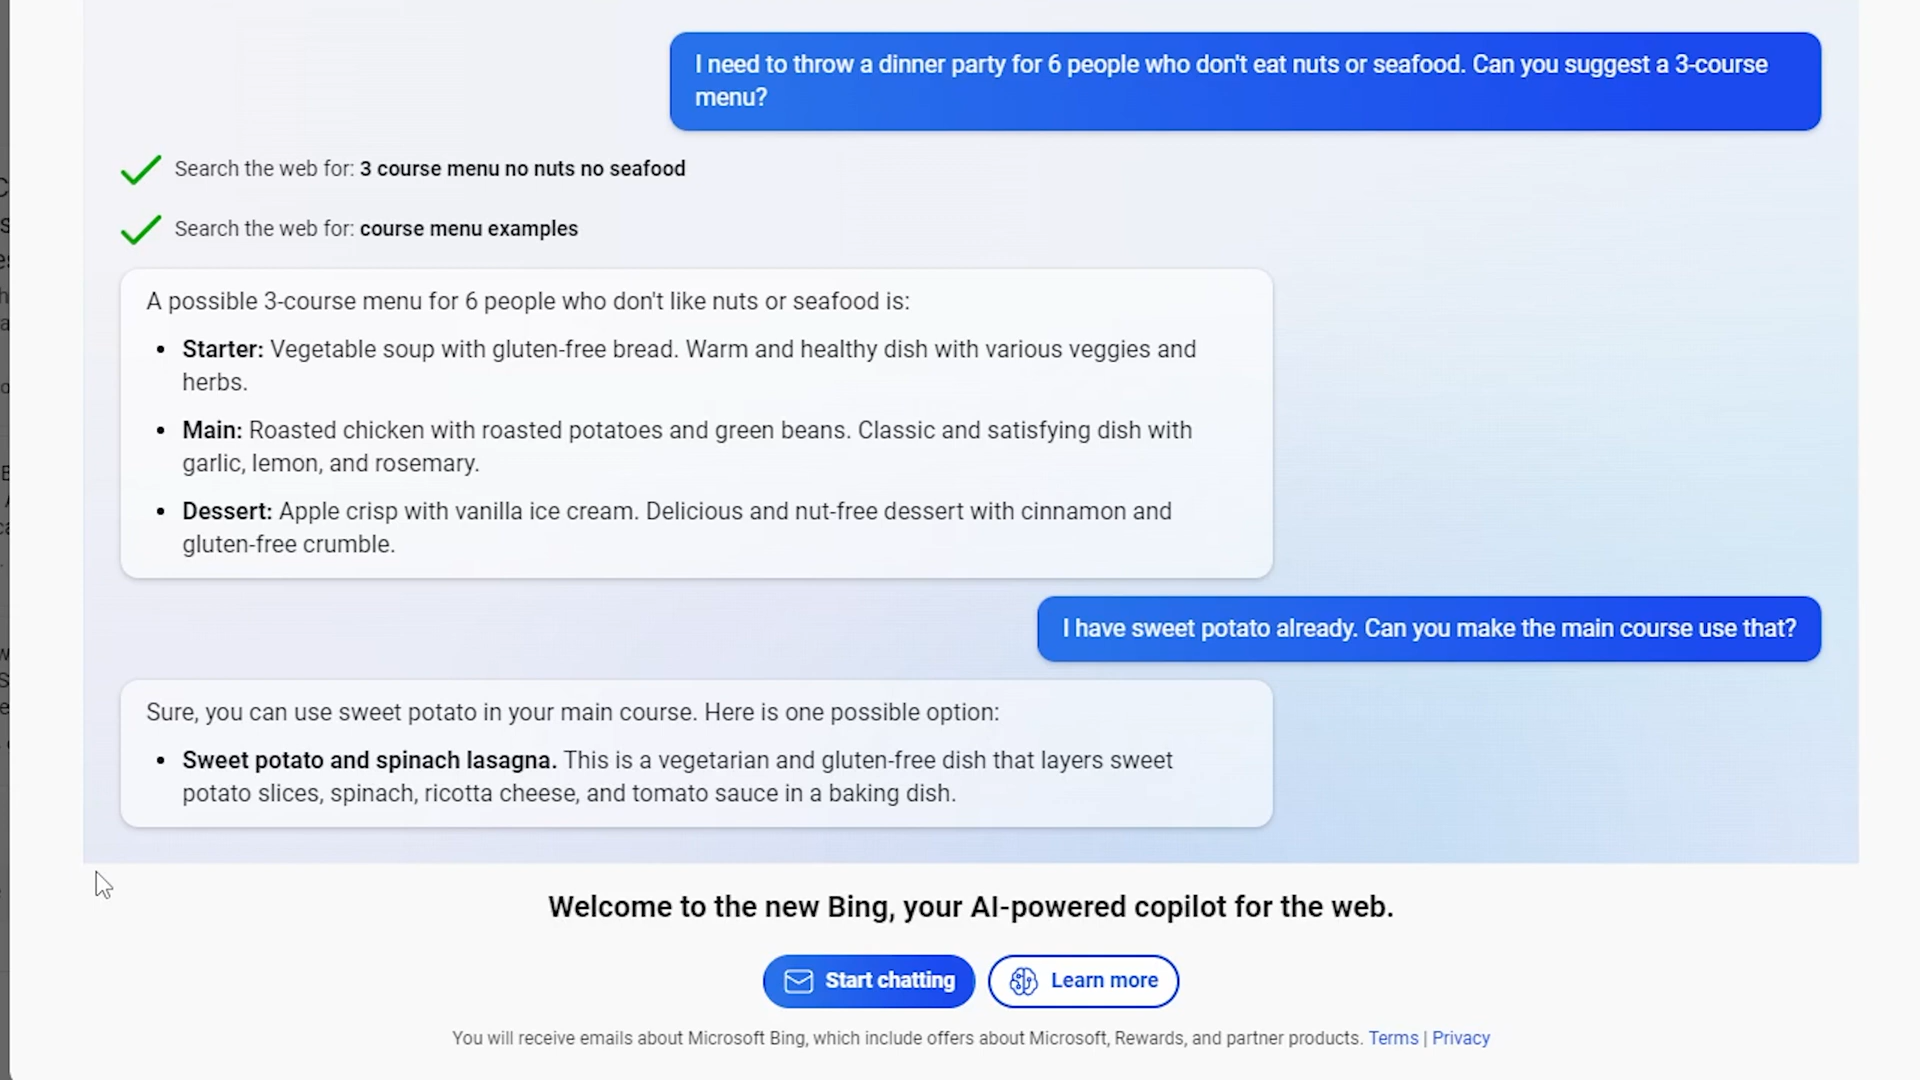 I need to throw a dinner party for 6 people who don't eat nuts or seafood. Can you suggest a 3-course
menu?
Search the web for: 3 course menu no nuts no seafood
Search the web for: course menu examples
A possible 3-course menu for 6 people who don't like nuts or seafood is:
• Starter: Vegetable soup with gluten-free bread. Warm and healthy dish with various veggies and
herbs.
• Main: Roasted chicken with roasted potatoes and green beans. Classic and satisfying dish with
garlic, lemon, and rosemary.
• Dessert: Apple crisp with vanilla ice cream. Delicious and nut-free dessert with cinnamon and
gluten-free crumble.
I have sweet potato already. Can you make the main course use that?
Sure, you can use sweet potato in your main course. Here is one possible option:
• Sweet potato and spinach lasagna. This is a vegetarian and gluten-free dish that layers sweet
potato slices, spinach, ricotta cheese, and tomato sauce in a baking dish.
Welcome to the new Bing, your AI-powered copilot for the web.
Start chatting
Learn more
You will receive emails about Microsoft Bing, which include offers about Microsoft, Rewards, and partner products. Terms | Privacy